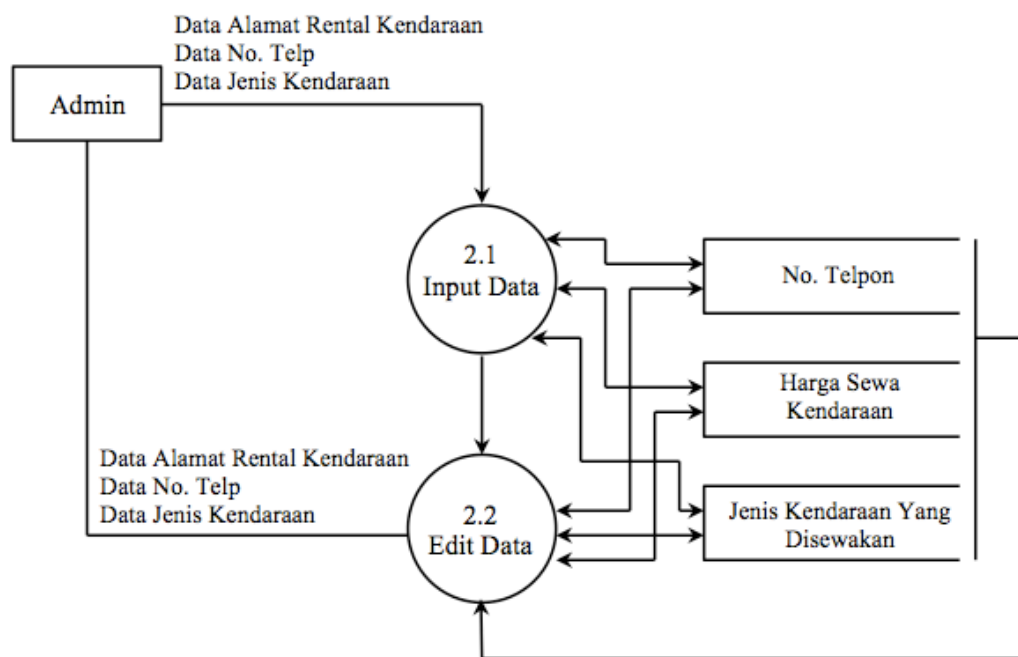 Data Alamat Rental Kendaraan
Data No. Telp
Data Jenis Kendaraan
Admin
2.1
Input Data
No. Telpon
Harga Sewa
Kendaraan
Data Alamat Rental Kendaraan
Data No. Telp
Data Jenis Kendaraan
2.2
Edit Data
Jenis Kendaraan Yang
Disewakan